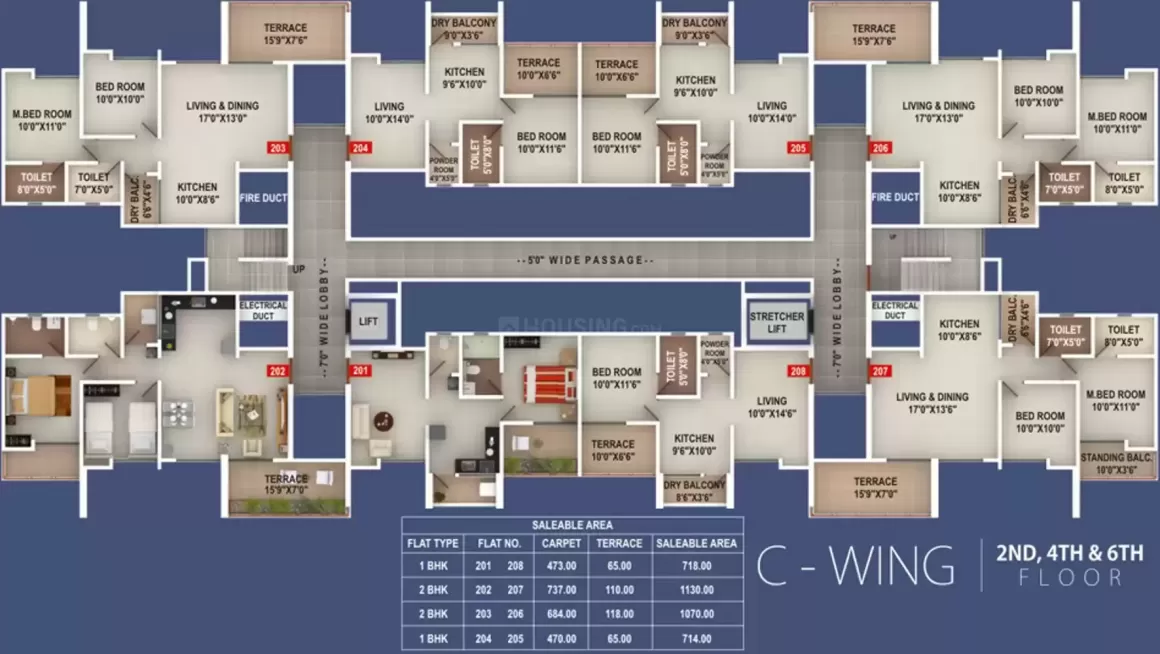 TERRACE
15'9"X7'6"
DRY BALCONY
9'0"X3'6"
DRY BALCONY
9'0"X3'6"
TERRACE
15'9"X7'6"
BED ROOM
10'0"X10'0"
M.BED ROOM
10'0"X11'0"
LIVING & DINING
17'0"X13'0"
203
TOILET
8'0"X5'0"
TOILET
7'0"X5'0"
DRY BALC.
6'6"X4'6"
KITCHEN
10'0"X8'6"
FIRE DUCT
LIVING
10'0"X14'0"
204
KITCHEN
9'6"X10'0"
TERRACE
10'0"X6'6"
BED ROOM
10'0"X11'6"
TOILET
5'0"X8'0"
POWDER
ROOM
4'0"X5'0"
TERRACE
10'0"X6'6"
BED ROOM
10'0"X11'6"
KITCHEN
9'6"X10'0"
TOILET
5'0"X8'0"
POWDER
ROOM
4'0"X5'0"
LIVING
10'0"X14'0"
205
206
LIVING & DINING
17'0"X13'0"
BED ROOM
10'0"X10'0"
M.BED ROOM
10'0"X11'0"
FIRE DUCT
KITCHEN
10'0"X8'6"
DRY BALC.
6'6"X4'6"
TOILET
7'0"X5'0"
TOILET
8'0"X5'0"
UP
--5'0" WIDE PASSAGE--
UP
--7'0" WIDE LOBBY--
--7'0" WIDE LOBBY--
ELECTRICAL
DUCT
LIFT
HOUSING.COM
STRETCHER
LIFT
ELECTRICAL
DUCT
202
201
TERRACE
15'9"X7'0"
BED ROOM
10'0"X11'6"
TOILET
5'0"X8'0"
POWDER
ROOM
4'0"X5'0"
208
LIVING
10'0"X14'6"
TERRACE
10'0"X6'6"
KITCHEN
9'6"X10'0"
DRY BALCONY
8'6"X3'6"
207
KITCHEN
10'0"X8'6"
DRY BALC.
6'6"X4'6"
TOILET
7'0"X5'0"
TOILET
8'0"X5'0"
LIVING & DINING
17'0"X13'6"
BED ROOM
10'0"X10'0"
M.BED ROOM
10'0"X11'0"
STANDING BALC.
10'0"X3'6"
TERRACE
15'9"X7'0"
SALEABLE AREA
FLAT TYPE FLAT NO. CARPET TERRACE SALEABLE AREA
1 BHK 201 208 473.00 65.00 718.00
2 BHK 202 207 737.00 110.00 1130.00
2 BHK 203 206 684.00 118.00 1070.00
1 BHK 204 205 470.00 65.00 714.00
C - WING
2ND, 4TH & 6TH
FLOOR